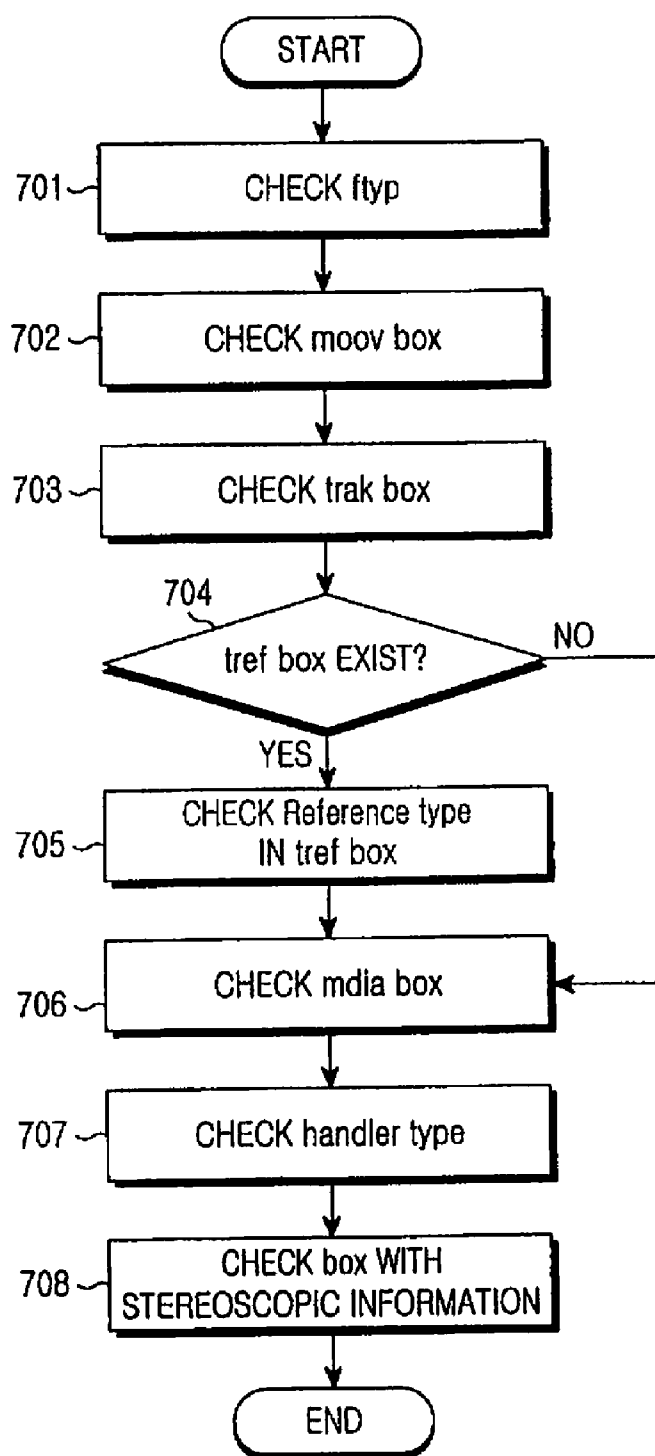 START
701
CHECK ftyp
702
CHECK moov box
703
CHECK trak box
704
tref box EXIST?
NO
YES
705
CHECK Reference type
IN tref box
706
CHECK mdia box
707
CHECK handler type
708
CHECK box WITH
STEREOSCOPIC INFORMATION
END